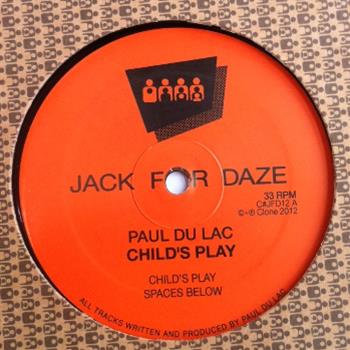 JACK FOR DAZE
33 RPM
C#JFD12 A
©+℗ Clone 2012
PAUL DU LAC
CHILD'S PLAY
CHILD'S PLAY
SPACES BELOW
ALL TRACKS WRITTEN AND PRODUCED BY PAUL DU LAC